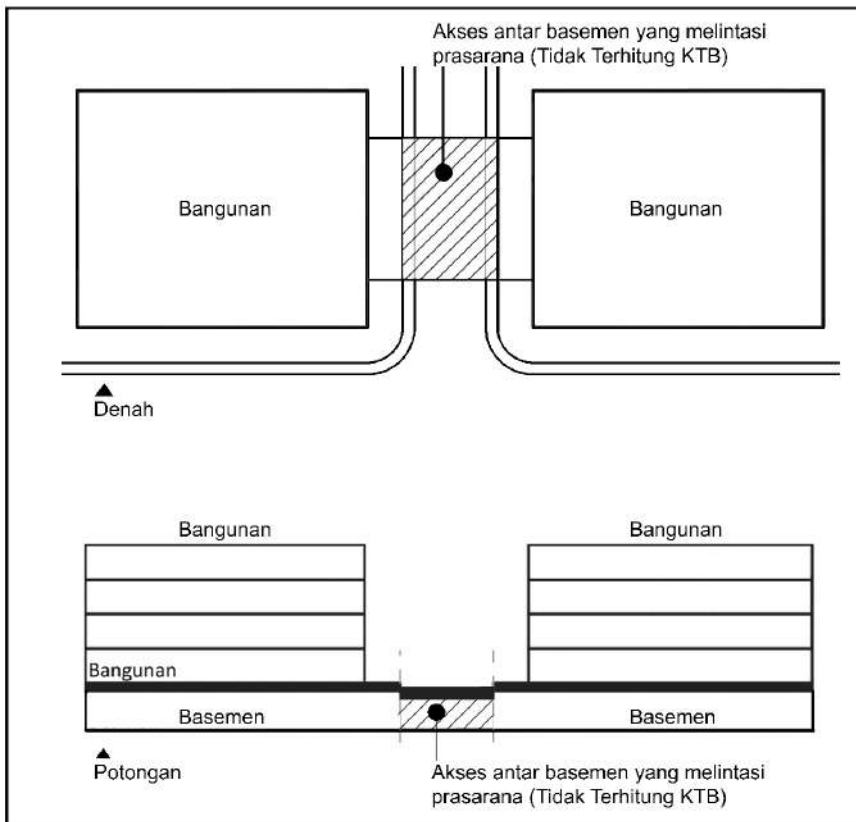 Akses antar basemen yang melintasi
prasarana (Tidak Terhitung KTB)
Bangunan
Bangunan
Denah
Bangunan
Bangunan
Bangunan
Basemen
Basemen
Potongan
Akses antar basemen yang melintasi
prasarana (Tidak Terhitung KTB)